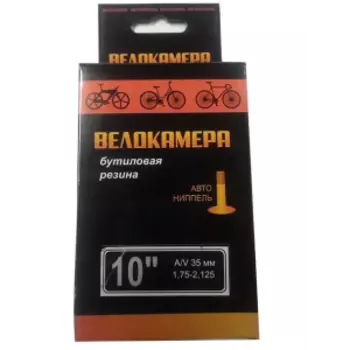 ВЕЛОКАМЕРА
ВЕЛОКАМЕРА
бутиловая
резина
АВТО
НИППЕЛЬ
10"
A/V 35 мм
1,75-2,125